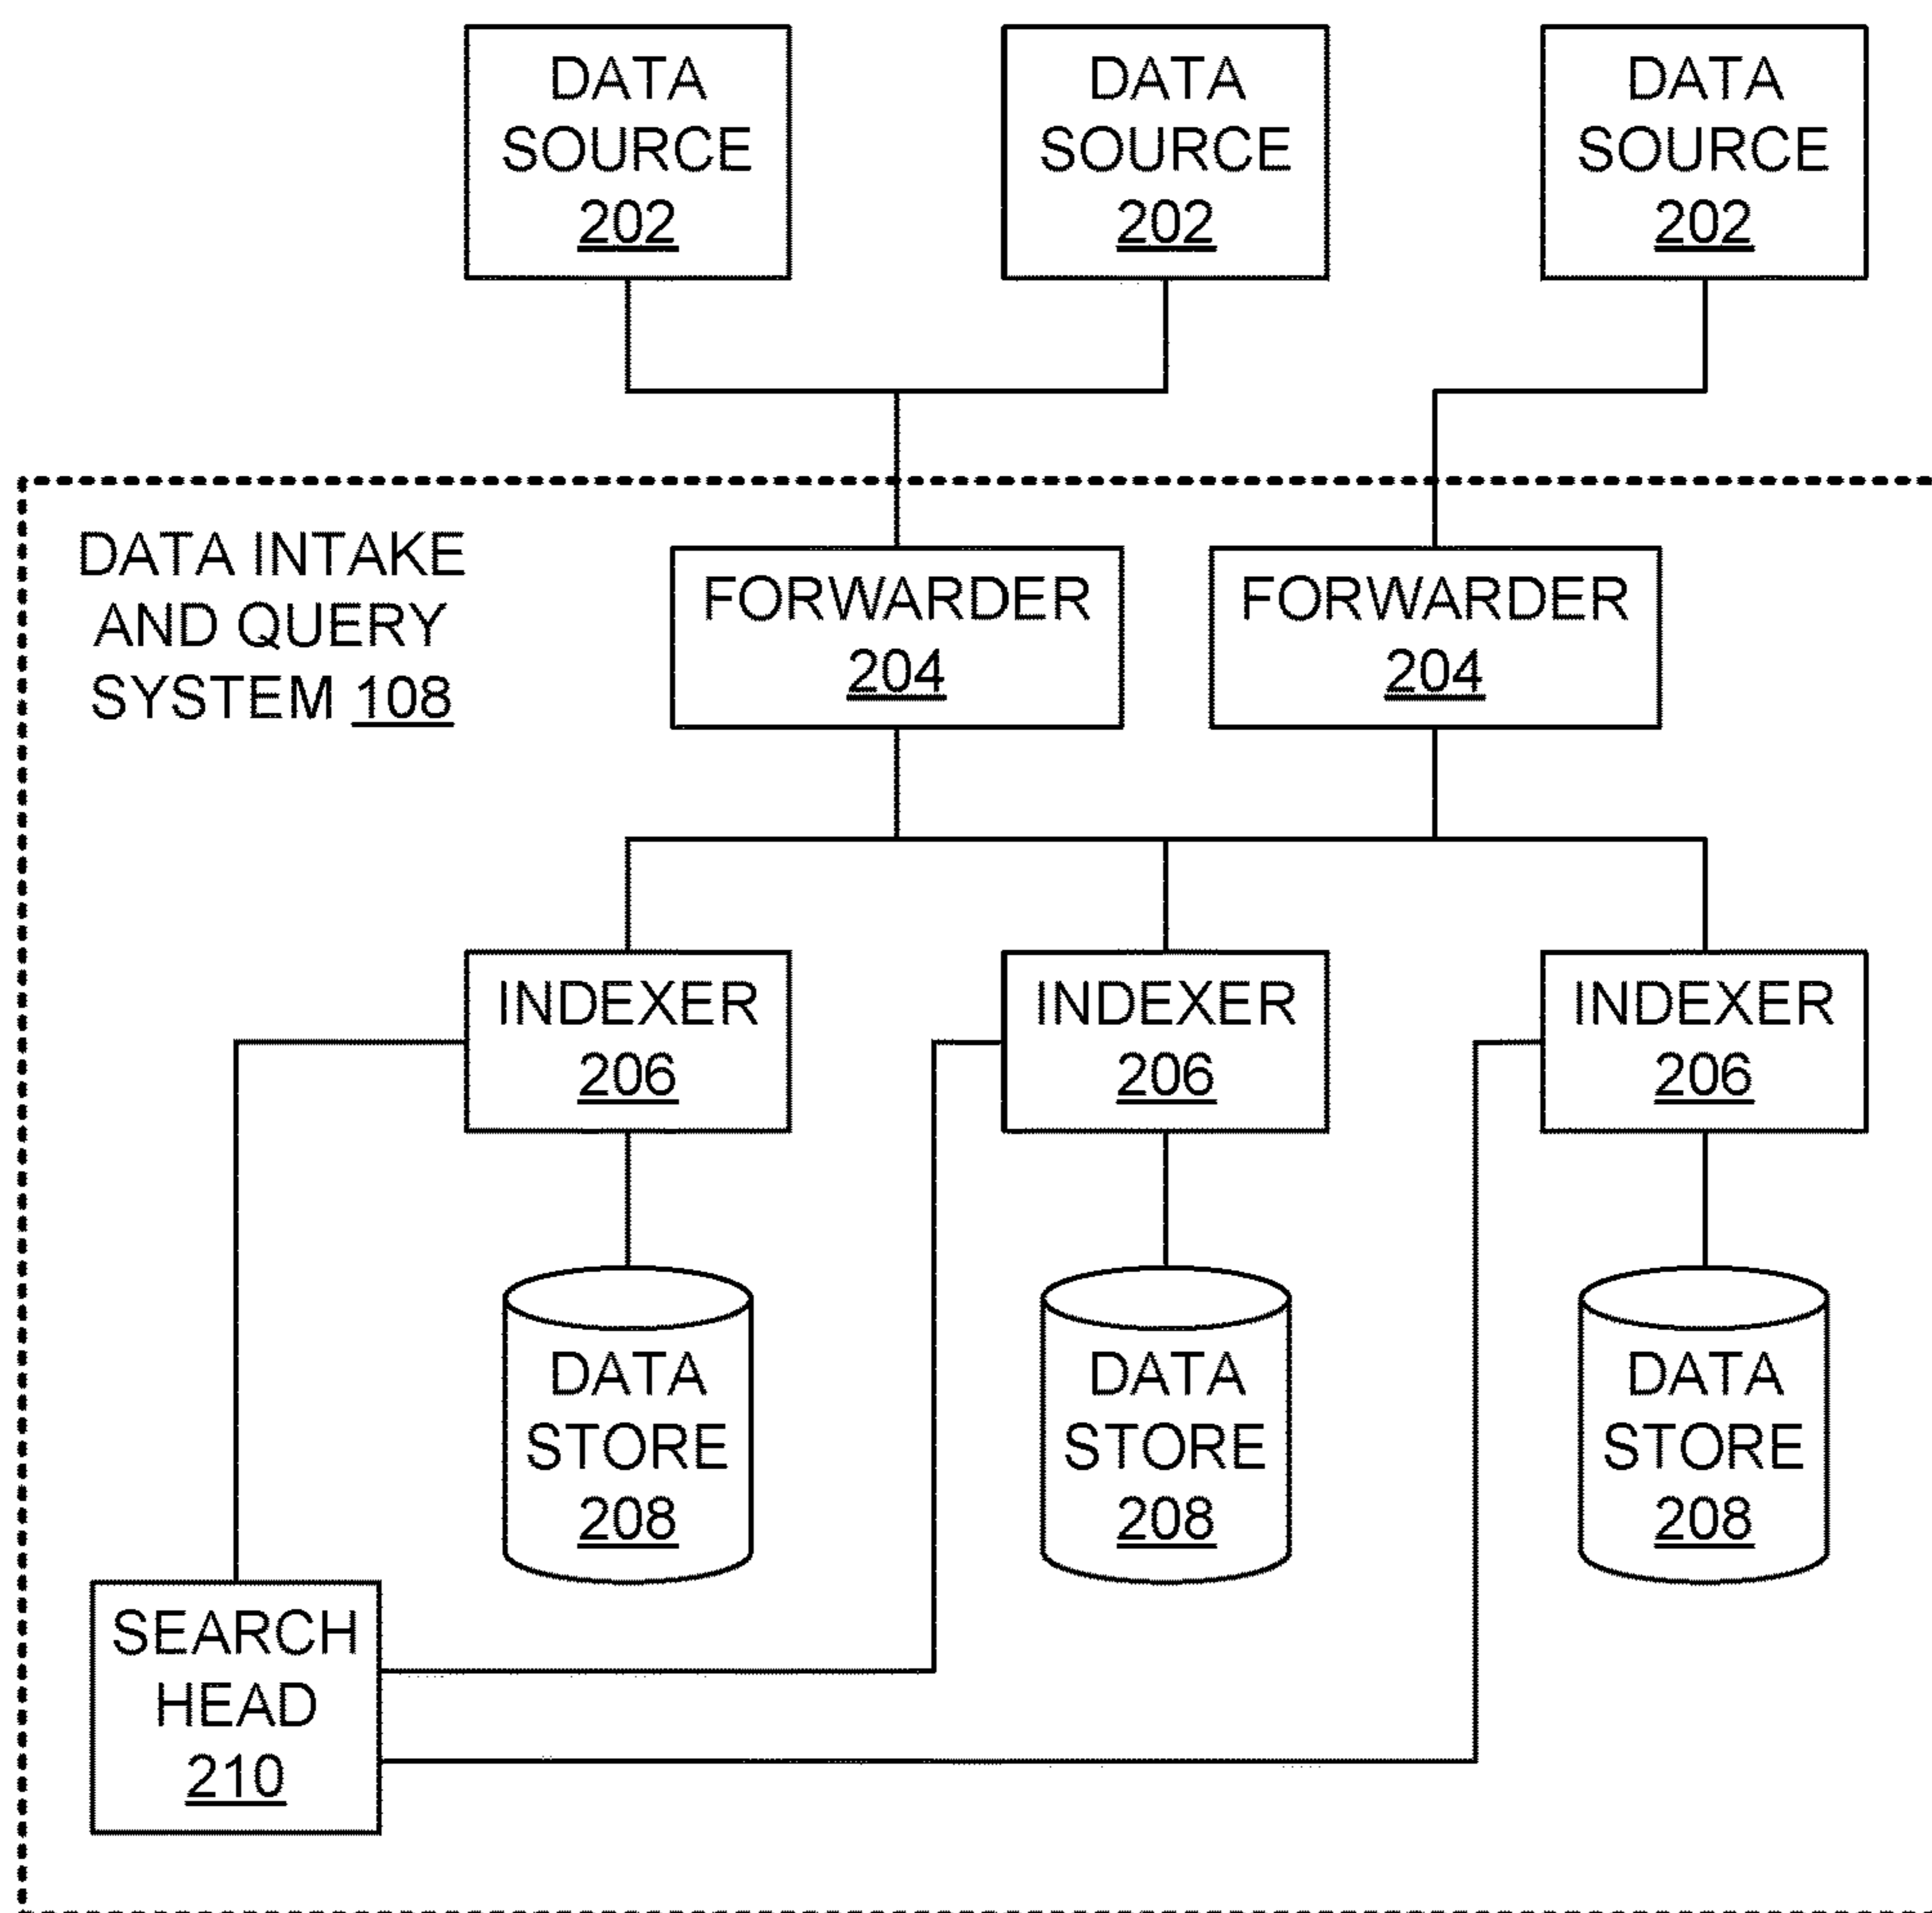 DATA
SOURCE
202
DATA
SOURCE
202
DATA
SOURCE
202
DATA INTAKE
AND QUERY
SYSTEM 108
FORWARDER
204
FORWARDER
204
INDEXER
206
INDEXER
206
INDEXER
206
DATA
STORE
208
DATA
STORE
208
DATA
STORE
208
SEARCH
HEAD
210